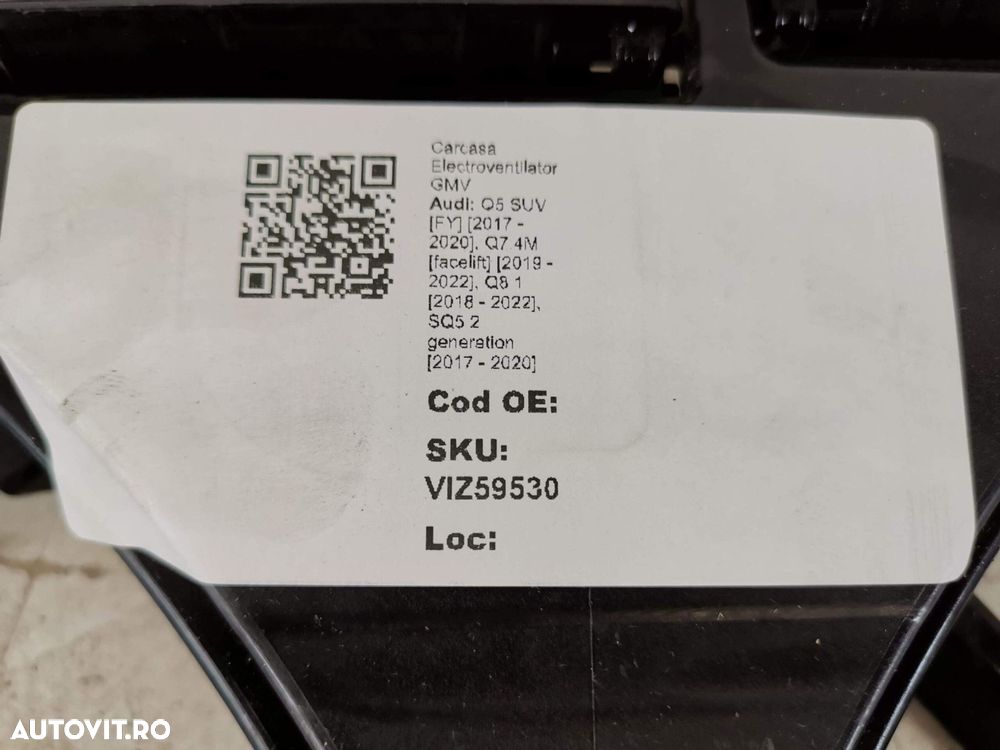 Carcasa
Electroventilator
GMV
Audi: Q5 SUV
[FY] [2017 -
2020], Q7 4M
[facelift] [2019 -
2022], Q8 1
[2018 - 2022],
SQ5 2
generation
[2017 - 2020]
Cod OE:
SKU:
VIZ59530
Loc:
AUTOVIT.RO